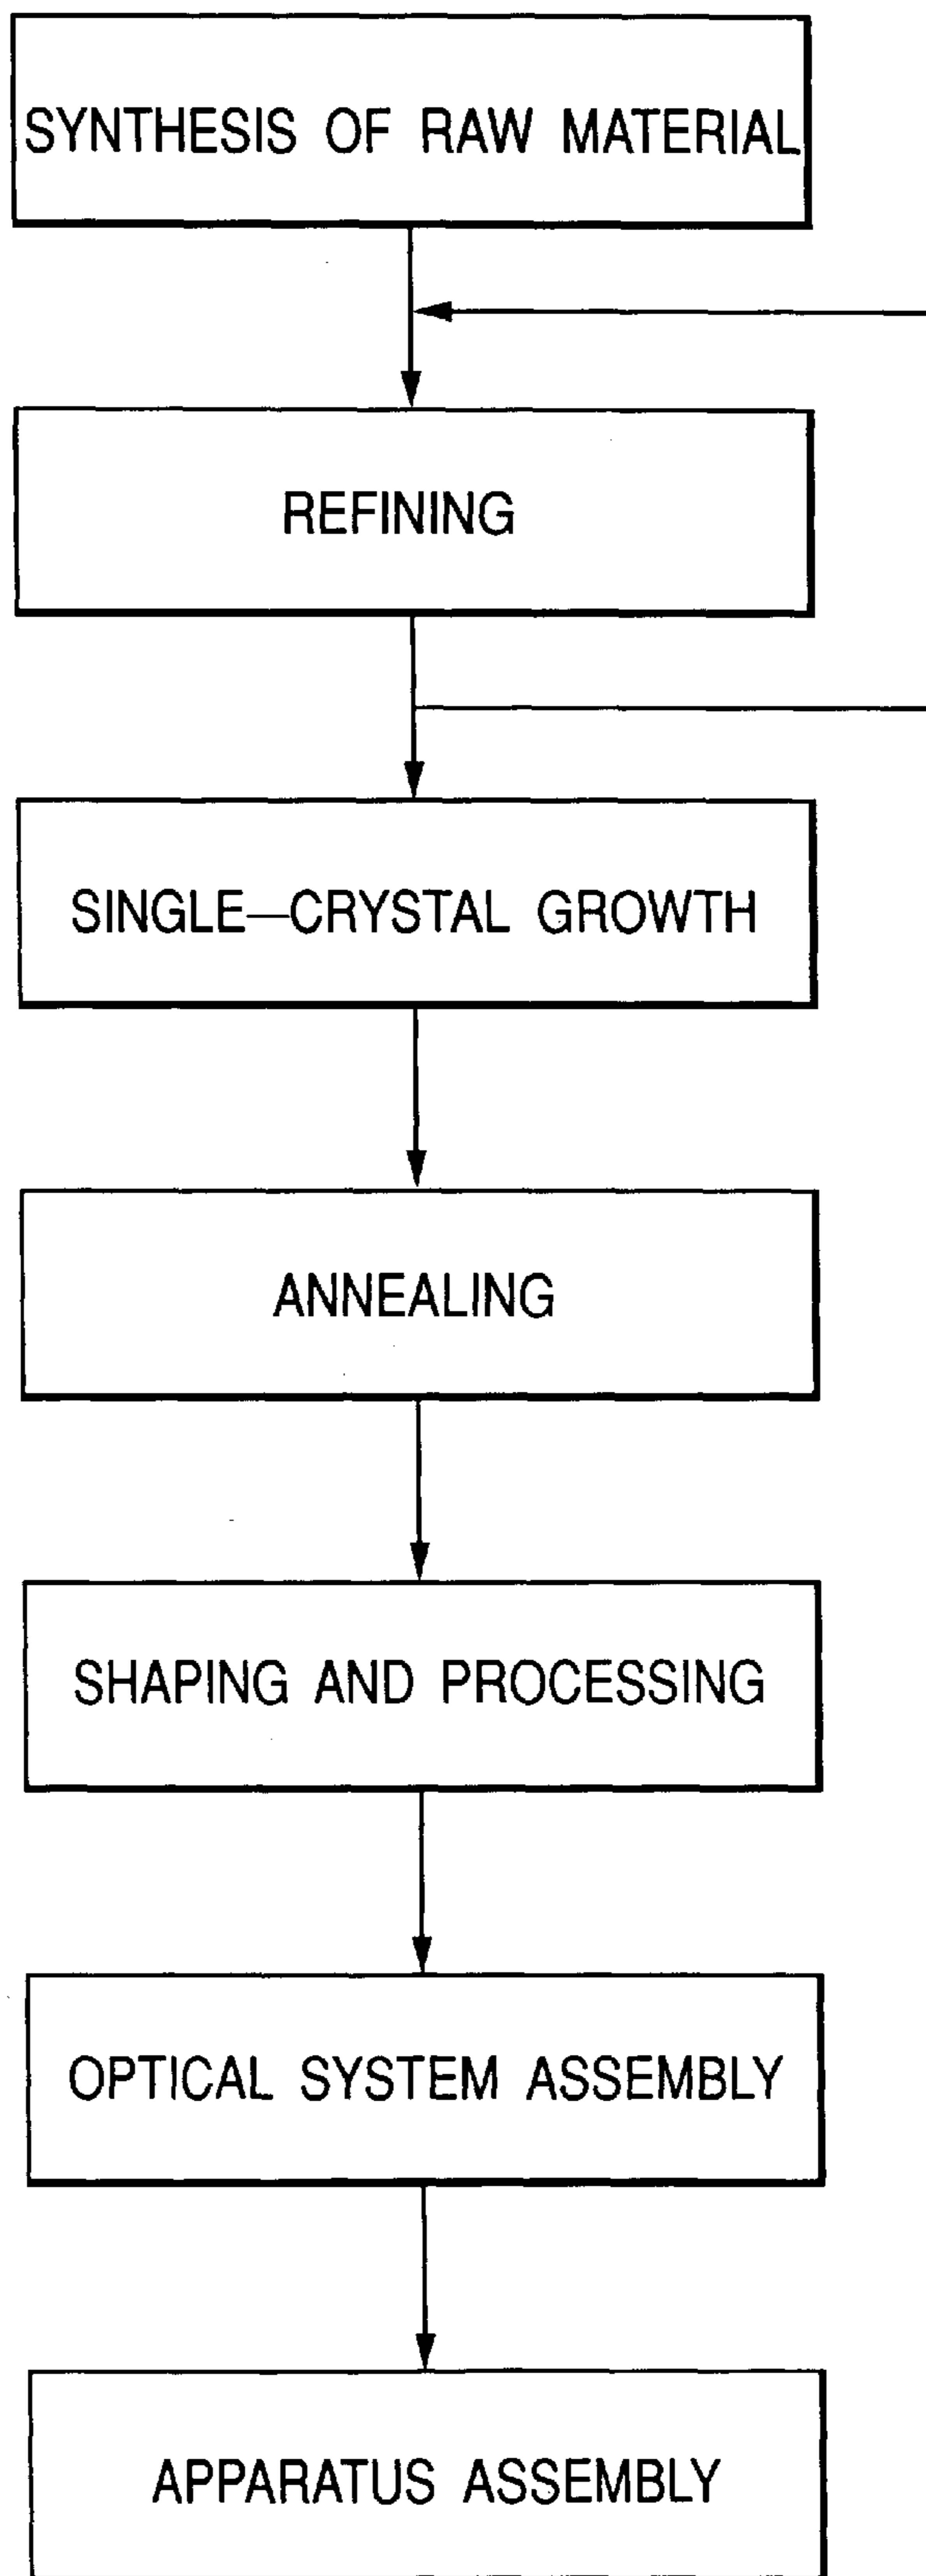 SYNTHESIS OF RAW MATERIAL
REFINING
SINGLE—CRYSTAL GROWTH
ANNEALING
SHAPING AND PROCESSING
OPTICAL SYSTEM ASSEMBLY
APPARATUS ASSEMBLY